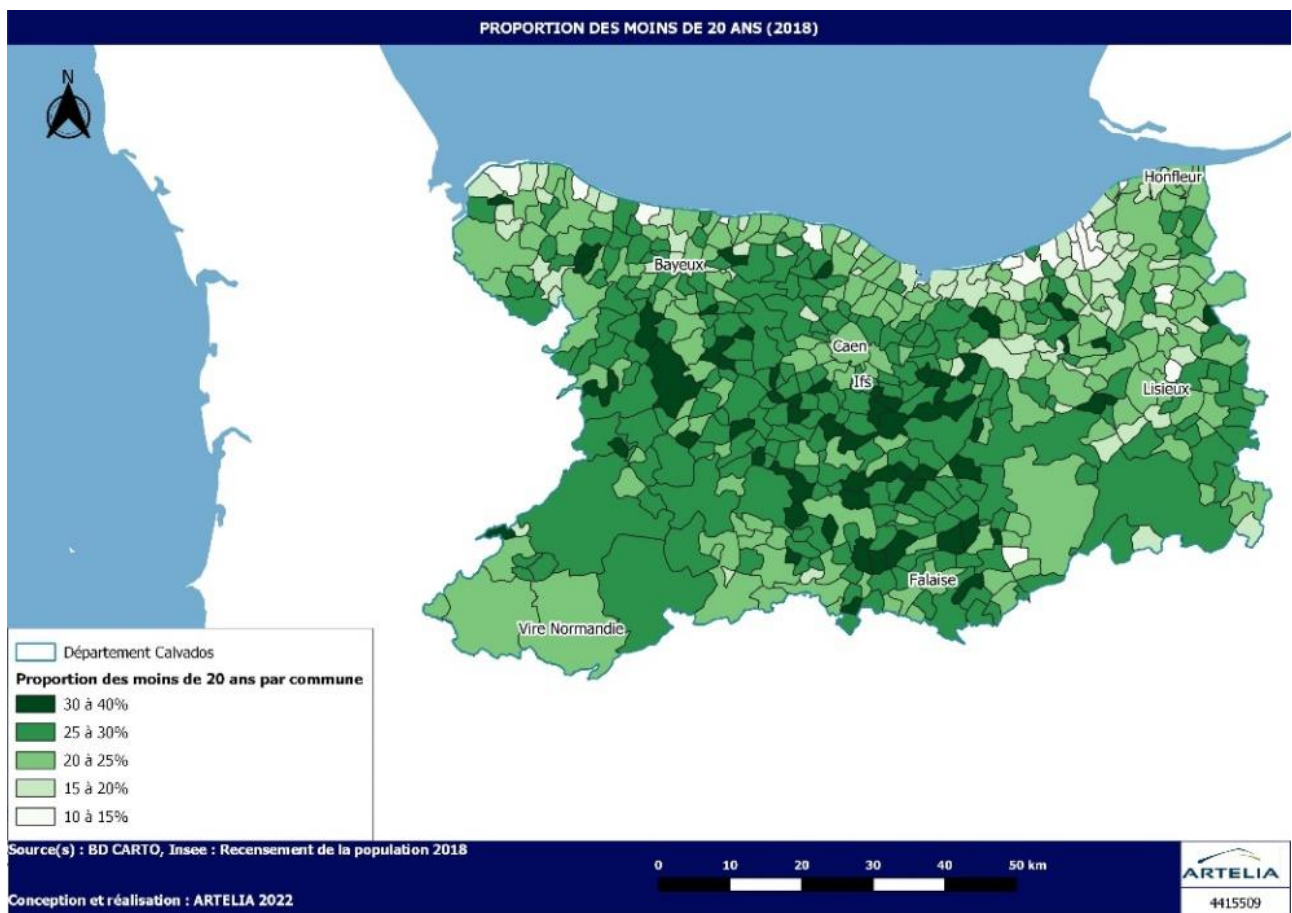 PROPORTION DES MOINS DE 20 ANS (2018)
N
Honfleur
Bayeux
Caen
Ifs
Lisieux
Falaise
Vire Normandie
Département Calvados
Proportion des moins de 20 ans par commune
30 à 40%
25 à 30%
20 à 25%
15 à 20%
10 à 15%
Source(s) : BD CARTO, Insee : Recensement de la population 2018
0 10 20 30 40 50 km
Conception et réalisation : ARTELIA 2022
ARTELIA
4415509